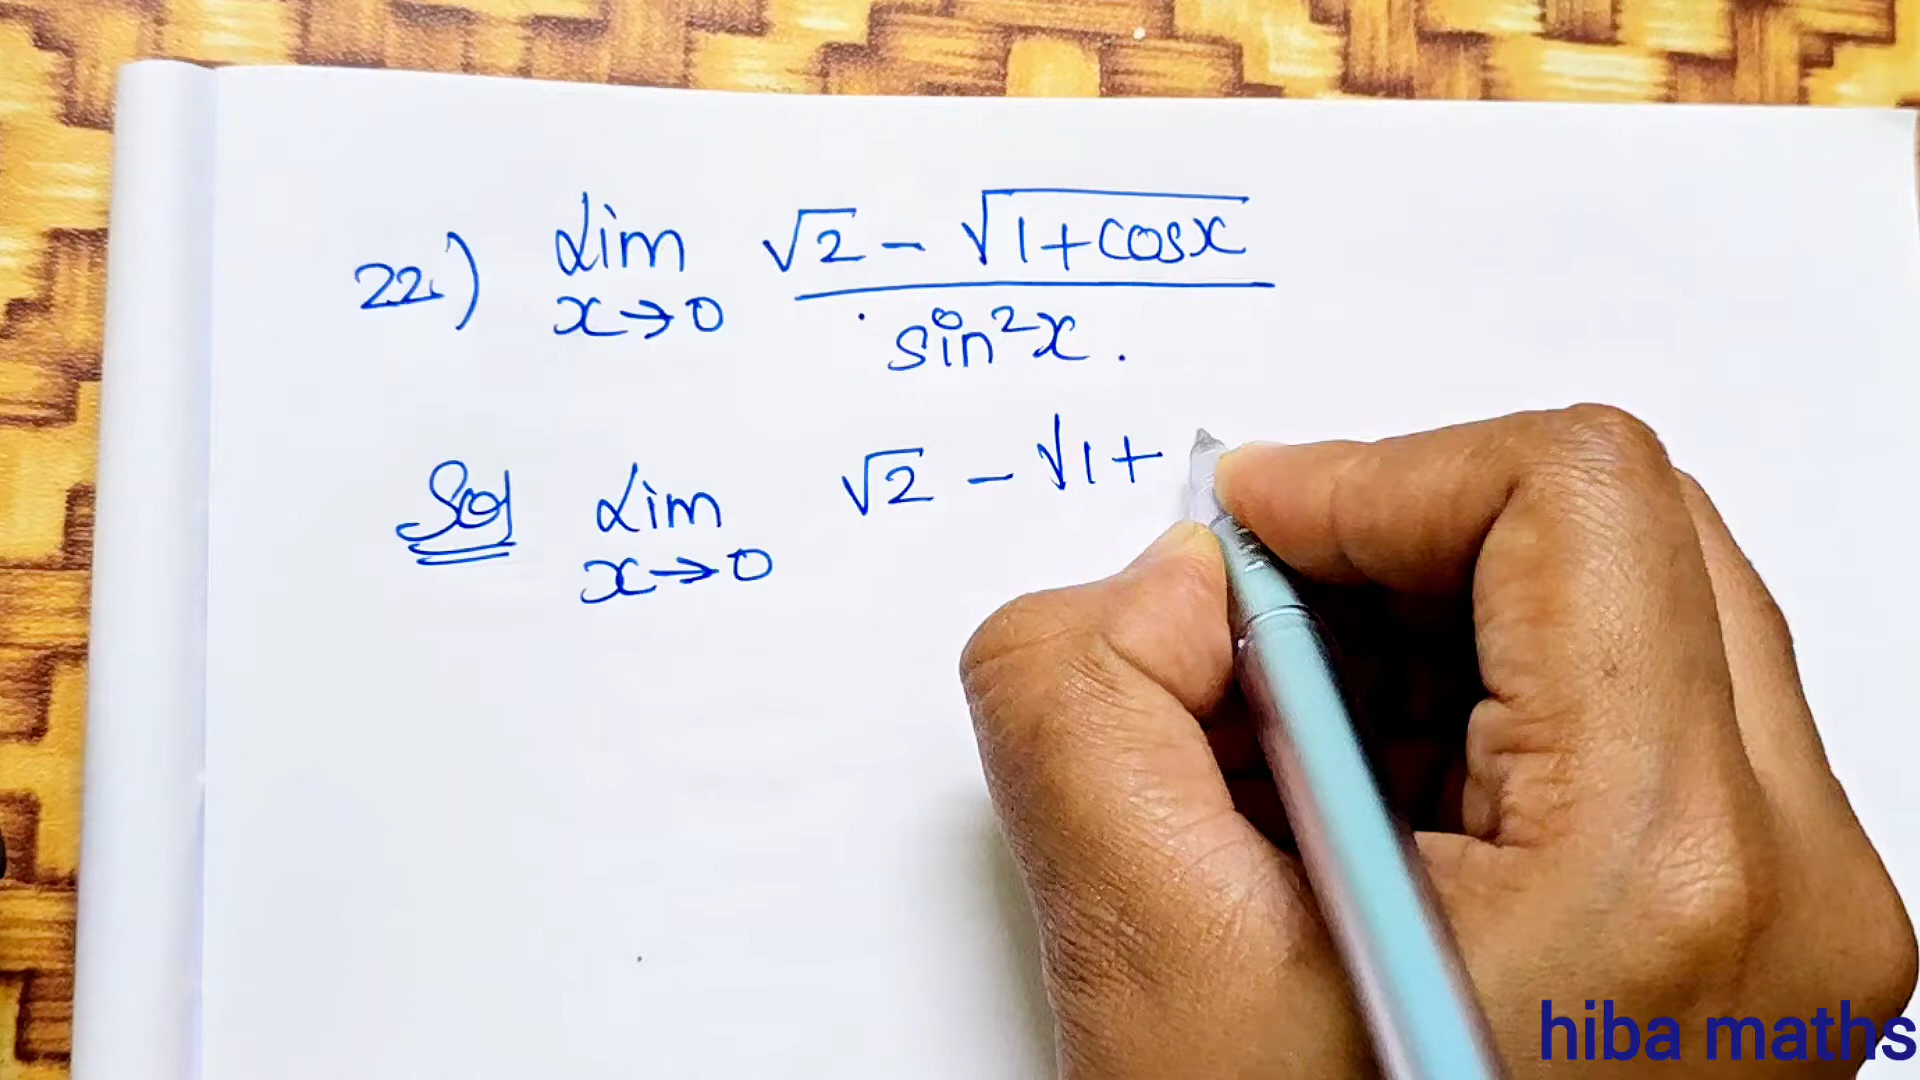 22.) Lim √2 - √1+cosx
x→0 sin²x.
Sol Lim √2 - √1+
x→0
hiba maths